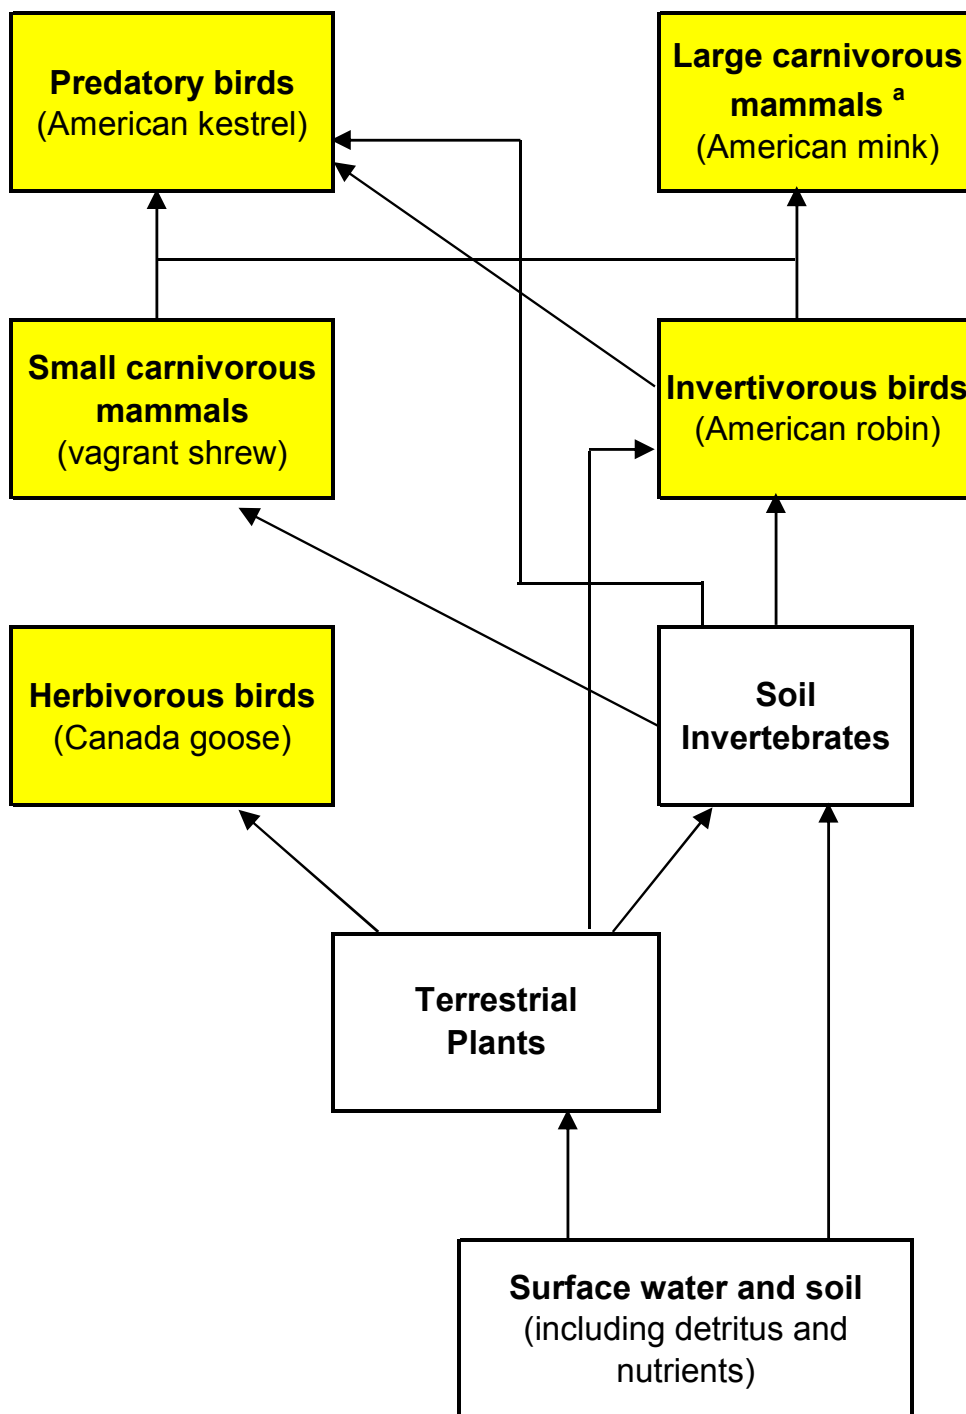 Predatory birds
(American kestrel)
Large carnivorous
mammals a
(American mink)
Small carnivorous
mammals
(vagrant shrew)
Invertivorous birds
(American robin)
Herbivorous birds
(Canada goose)
Soil
Invertebrates
Terrestrial
Plants
Surface water and soil
(including detritus and
nutrients)